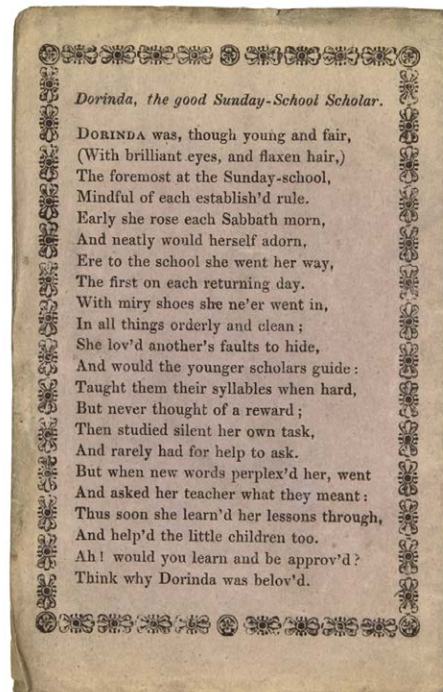 Dorinda, the good Sunday-School Scholar.
DORINDA was, though young and fair,
(With brilliant eyes, and flaxen hair,)
The foremost at the Sunday-school,
Mindful of each establish'd rule.
Early she rose each Sabbath morn,
And neatly would herself adorn,
Ere to the school she went her way,
The first on each returning day.
With miry shoes she ne'er went in,
In all things orderly and clean ;
She lov'd another's faults to hide,
And would the younger scholars guide :
Taught them their syllables when hard,
But never thought of a reward ;
Then studied silent her own task,
And rarely had for help to ask.
But when new words perplex'd her, went
And asked her teacher what they meant :
Thus soon she learn'd her lessons through,
And help'd the little children too.
Ah ! would you learn and be approv'd ?
Think why Dorinda was belov'd.